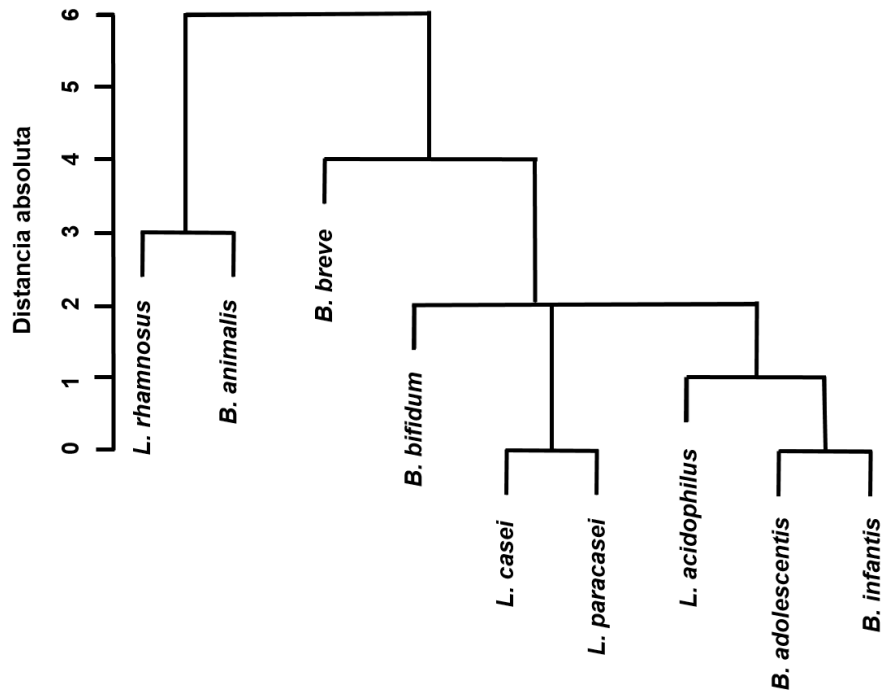 Distancia absoluta
6
5
4
3
2
1
0
L. rhamnosus
B. animalis
B. breve
B. bifidum
L. casei
L. paracasei
L. acidophilus
B. adolescentis
B. infantis